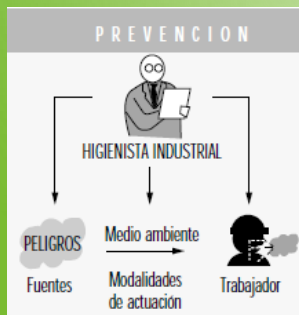 PREVENCION
HIGIENISTA INDUSTRIAL
PELIGROS
Medio ambiente
Fuentes
Modalidades
de actuación
Trabajador